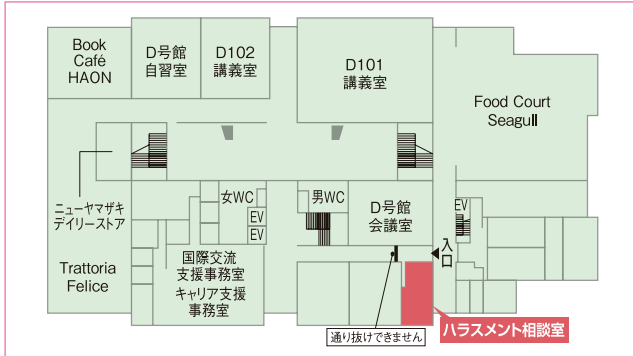 Book
Café
HAON
D号館
自習室
D102
講義室
D101
講義室
Food Court
Seagull
ニューヤマザキ
デイリーストア
女WC
EV
EV
男WC
D号館
会議室
EV
入口
Trattoria
Felice
国際交流
支援事務室
キャリア支援
事務室
通り抜けできません
ハラスメント相談室